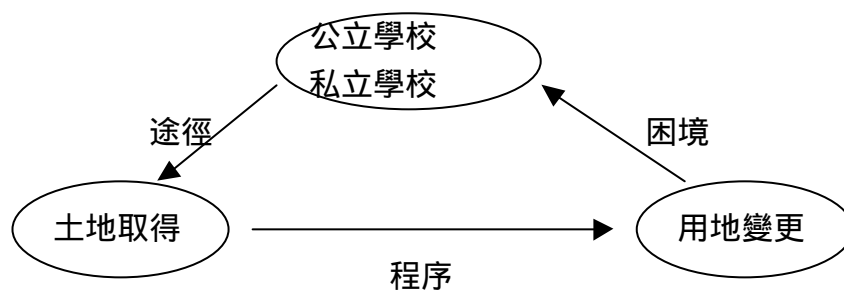 公立學校
私立學校
途徑
困境
土地取得
用地變更
程序